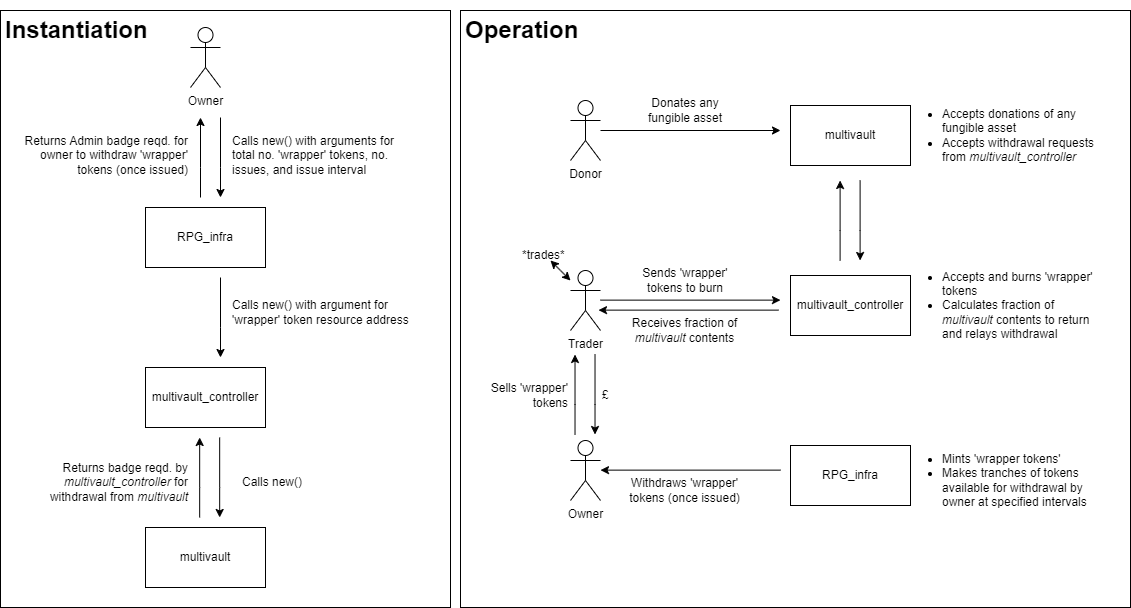 Instantiation
Owner
Returns Admin badge reqd. for
owner to withdraw 'wrapper'
tokens (once issued)
Calls new() with arguments for
total no. 'wrapper' tokens, no.
issues, and issue interval
RPG_infra
Calls new() with argument for
'wrapper' token resource address
multivault_controller
Returns badge reqd. by
multivault_controller for
withdrawal from multivault
Calls new()
multivault
Operation
Donor
Donates any
fungible asset
multivault
• Accepts donations of any
fungible asset
• Accepts withdrawal requests
from multivault_controller
*trades*
Trader
Sends 'wrapper'
tokens to burn
Receives fraction of
multivault contents
multivault_controller
• Accepts and burns 'wrapper'
tokens
• Calculates fraction of
multivault contents to return
and relays withdrawal
Sells 'wrapper'
tokens
£
Owner
Withdraws 'wrapper'
tokens (once issued)
RPG_infra
• Mints 'wrapper tokens'
• Makes tranches of tokens
available for withdrawal by
owner at specified intervals